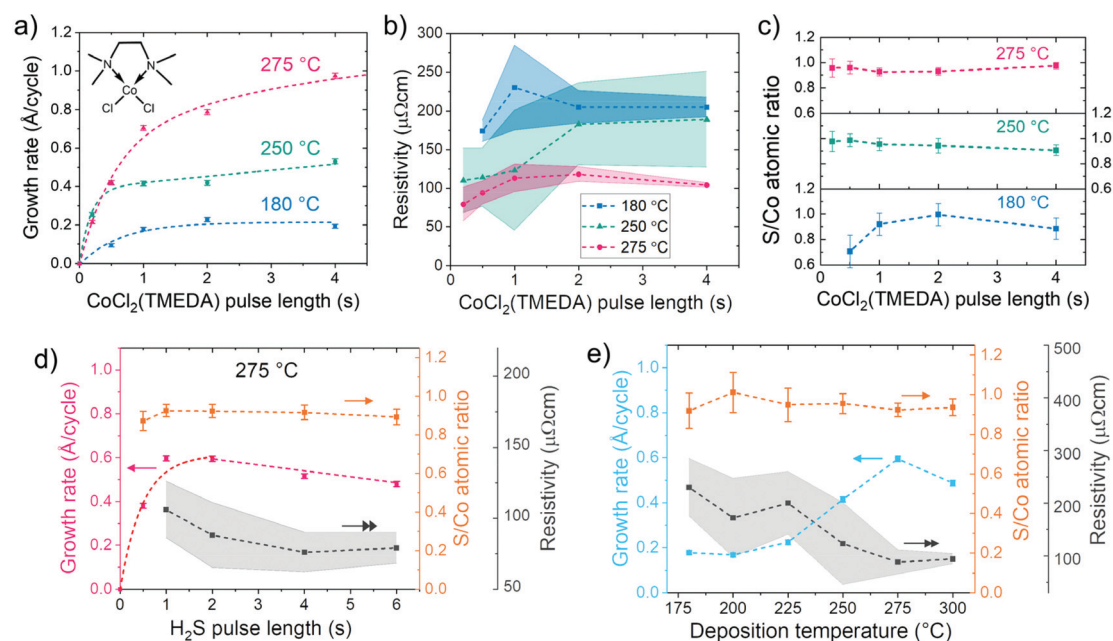 a)
1.2
1.0
0.8
0.6
0.4
0.2
0.0
0 1 2 3 4
Growth rate (Å/cycle)
CoCl₂(TMEDA) pulse length (s)
N N
Co
Cl Cl
275 °C
250 °C
180 °C
b)
300
250
200
150
100
50
0
0 1 2 3 4
Resistivity (μΩcm)
CoCl₂(TMEDA) pulse length (s)
180 °C
250 °C
275 °C
c)
S/Co atomic ratio
1.2
1.0
0.8
0.6
275 °C
1.2
1.0
0.8
0.6
250 °C
1.2
1.0
0.8
0.6
180 °C
0 1 2 3 4
CoCl₂(TMEDA) pulse length (s)
d)
275 °C
Growth rate (Å/cycle)
1.0
0.8
0.6
0.4
0.2
0.0
0 1 2 3 4 5 6
H₂S pulse length (s)
1.2
1.0
0.8
0.6
0.4
0.2
0.0
S/Co atomic ratio
200
150
100
50
Resistivity (μΩcm)
e)
Growth rate (Å/cycle)
1.0
0.8
0.6
0.4
0.2
0.0
175 200 225 250 275 300
Deposition temperature (°C)
1.2
1.0
0.8
0.6
0.4
0.2
0.0
S/Co atomic ratio
500
400
300
200
100
Resistivity (μΩcm)